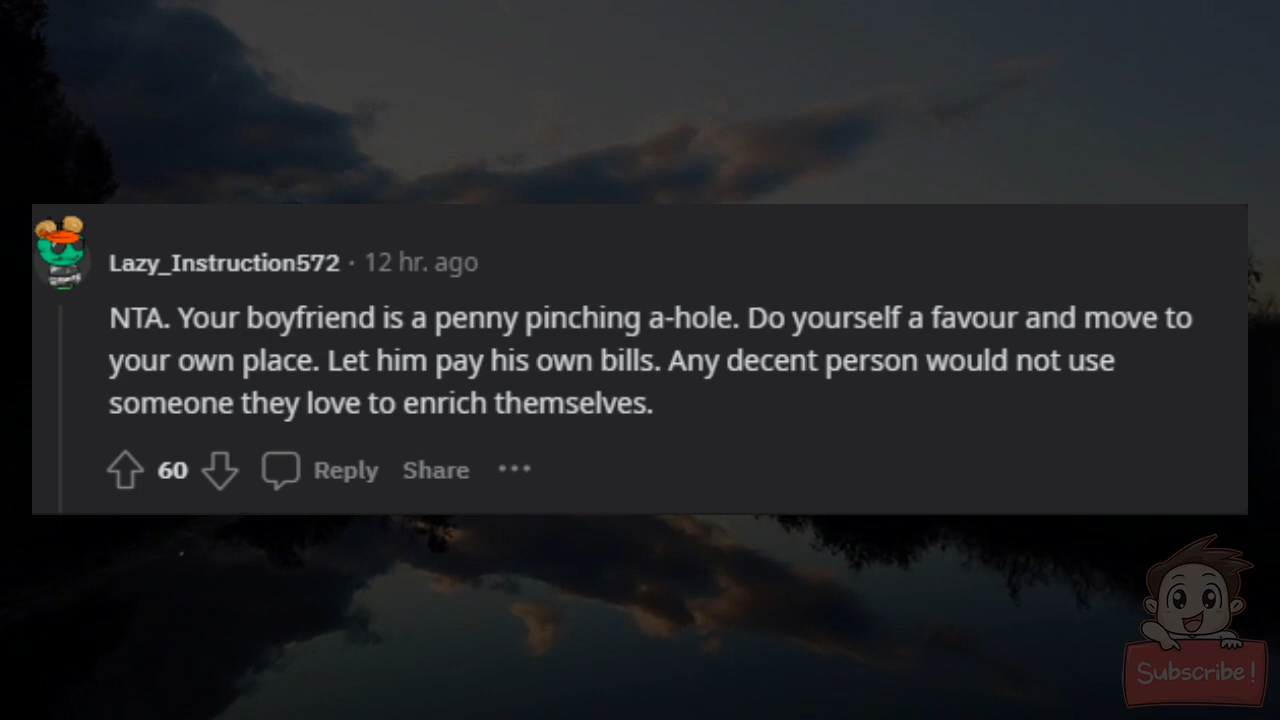 Lazy_Instruction572 · 12 hr. ago
NTA. Your boyfriend is a penny pinching a-hole. Do yourself a favour and move to
your own place. Let him pay his own bills. Any decent person would not use
someone they love to enrich themselves.
60 Reply Share ···
Subscribe!